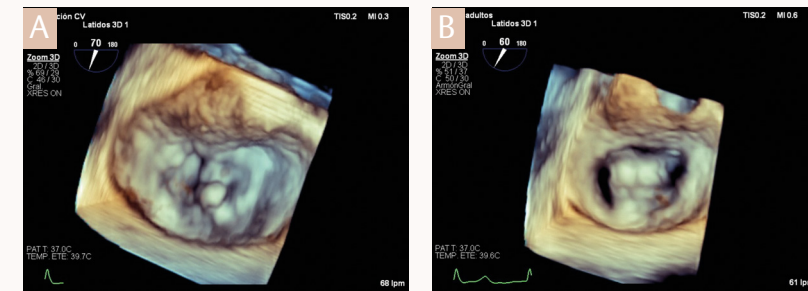 A
ción CV
Latidos 3D 1
TIS0.2 MI 0.3
0 70 180
Zoom 3D
2D / 3D
% 69 / 29
C 46 / 30
Gral
XRES ON
PAT T: 37.0C
TEMP. ETE: 39.7C
68 lpm
B
adultos
Latidos 3D 1
TIS0.2 MI 0.6
0 60 180
Zoom 3D
2D / 3D
% 51 / 37
C 50 / 30
ArmónGral
XRES ON
PAT T: 37.0C
TEMP. ETE: 39.6C
61 lpm